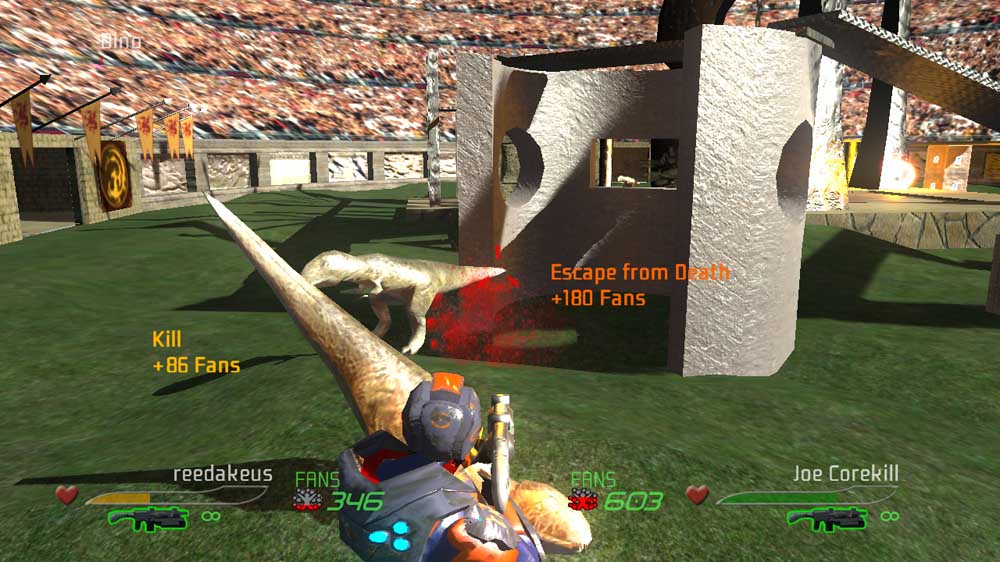 Dino
Escape from Death
+180 Fans
Kill
+86 Fans
reedakeus
FANS
346
∞
FANS
603
Joe Corekill
∞